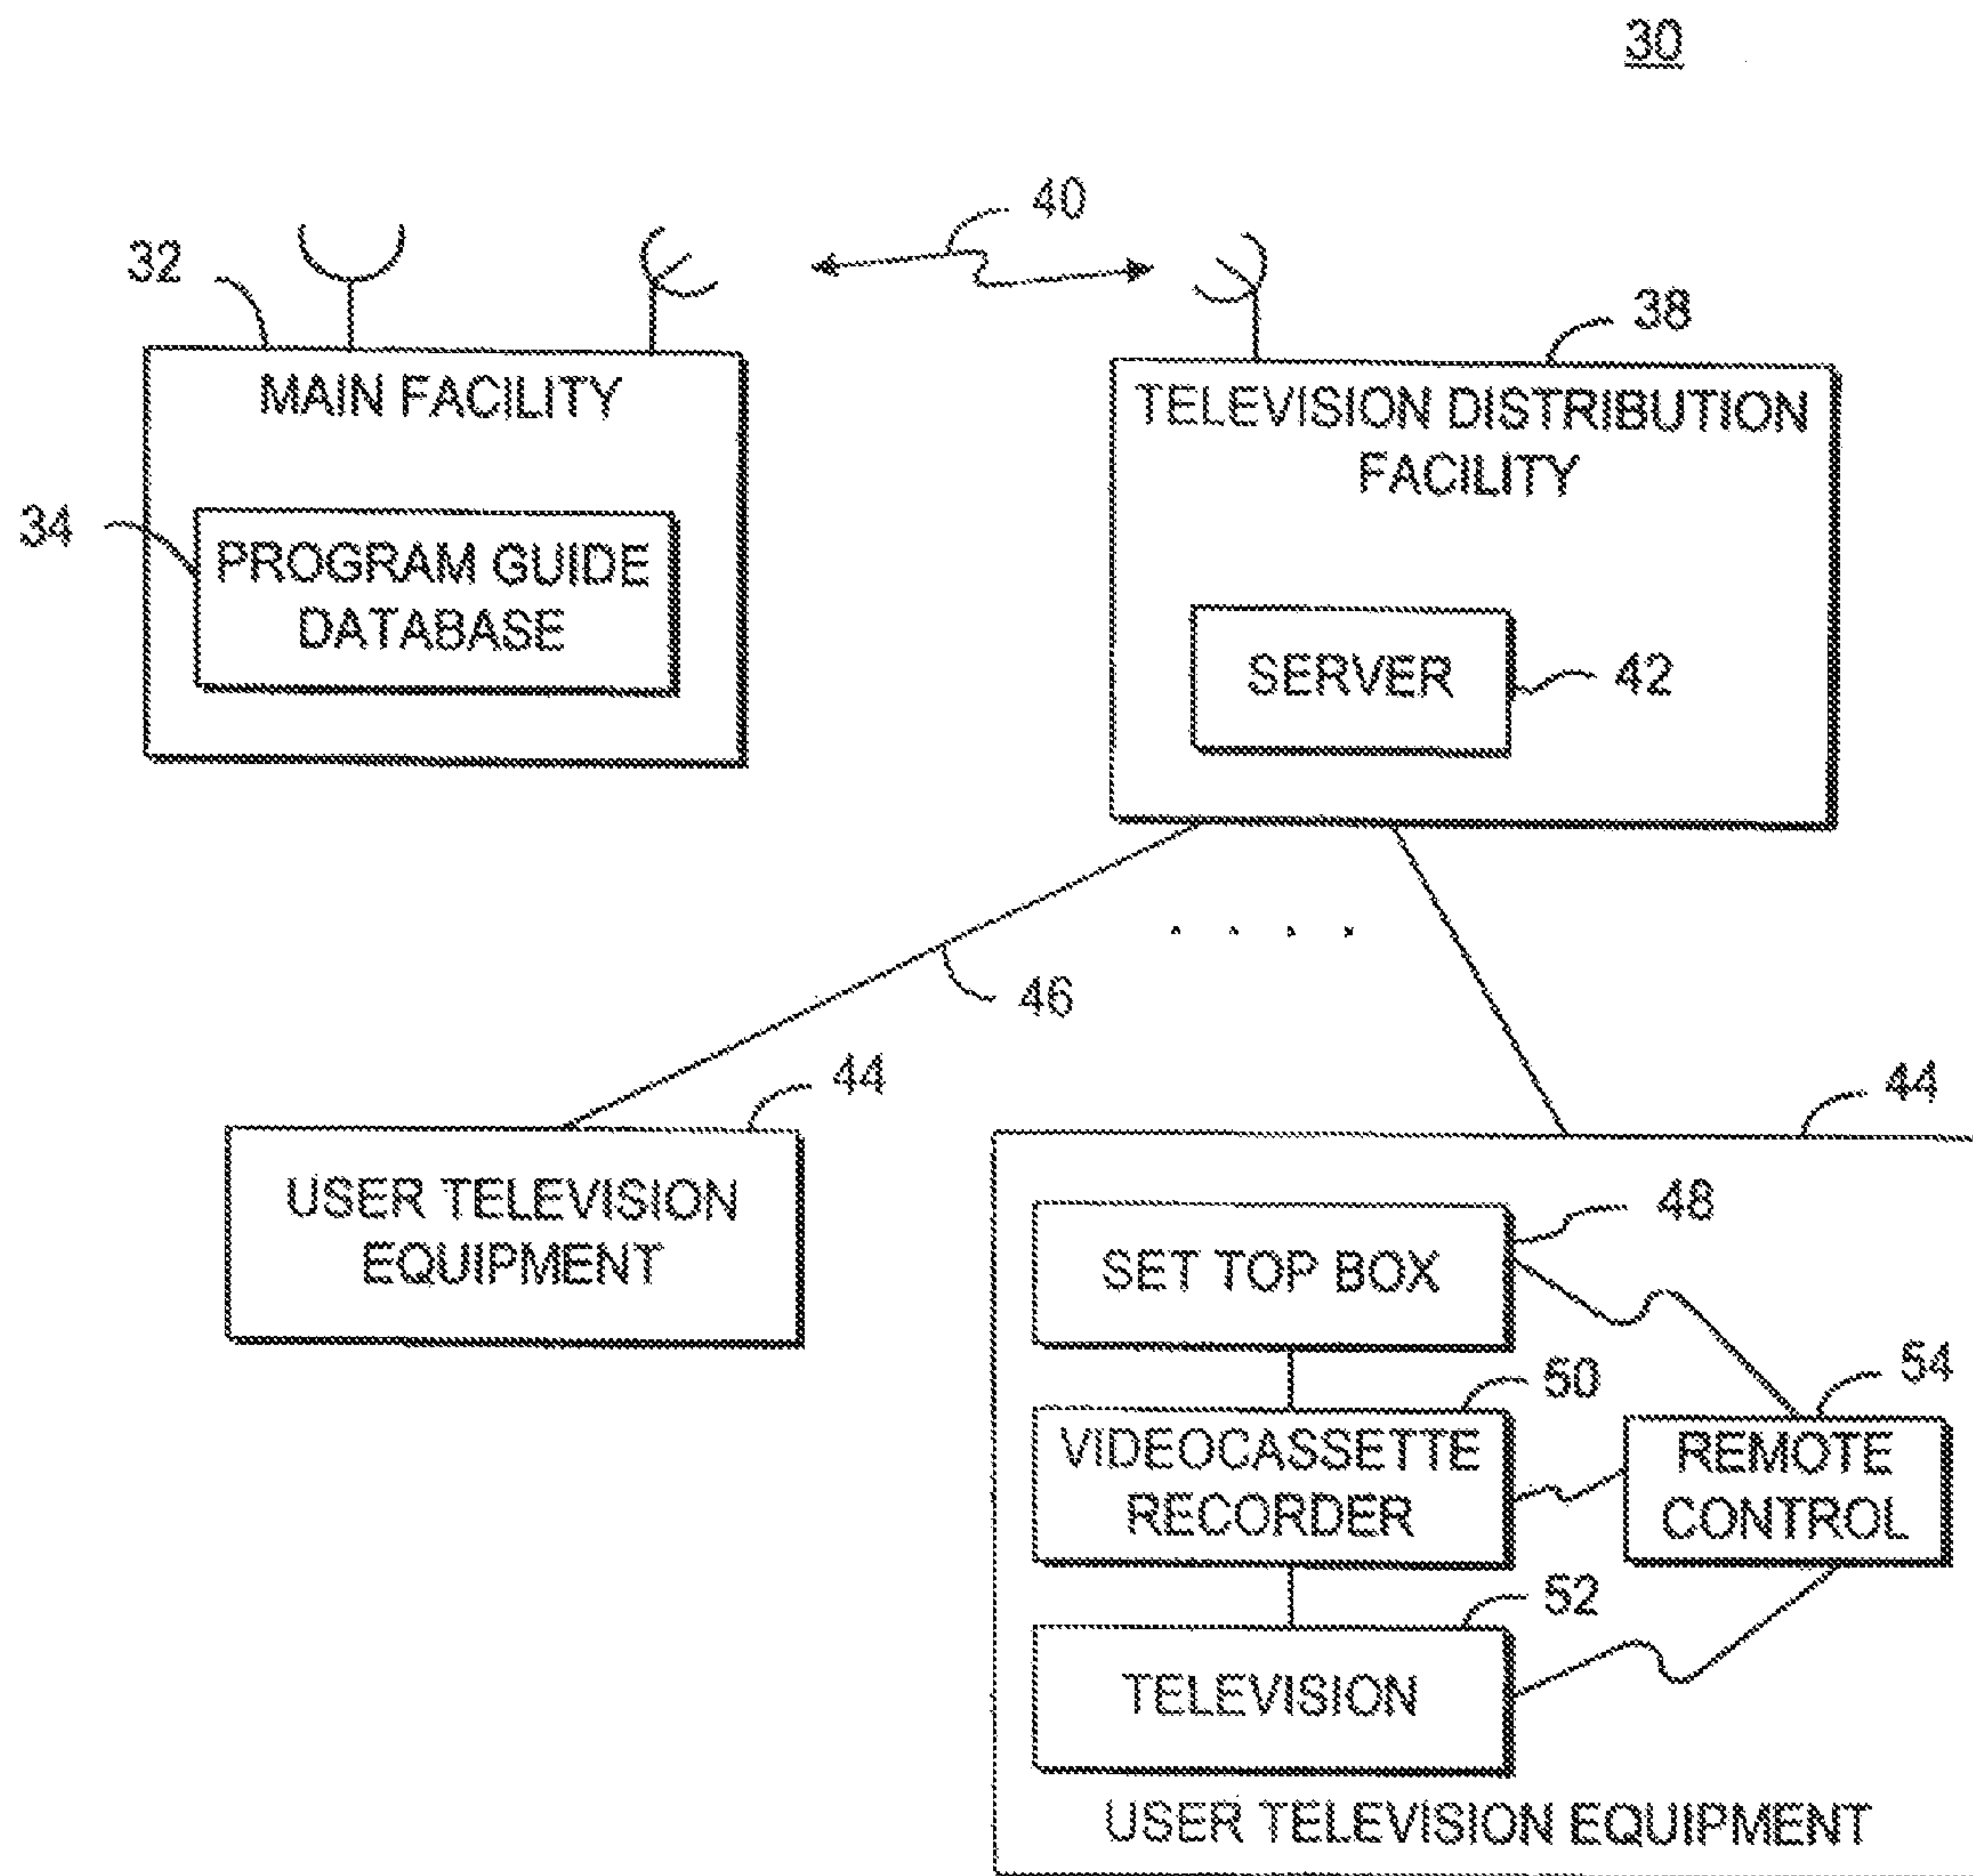 30
40
32
38
MAIN FACILITY
TELEVISION DISTRIBUTION
FACILITY
34
PROGRAM GUIDE
DATABASE
SERVER
42
46
44
44
USER TELEVISION
EQUIPMENT
48
SET TOP BOX
50
54
VIDEOCASSETTE
RECORDER
REMOTE
CONTROL
52
TELEVISION
USER TELEVISION EQUIPMENT